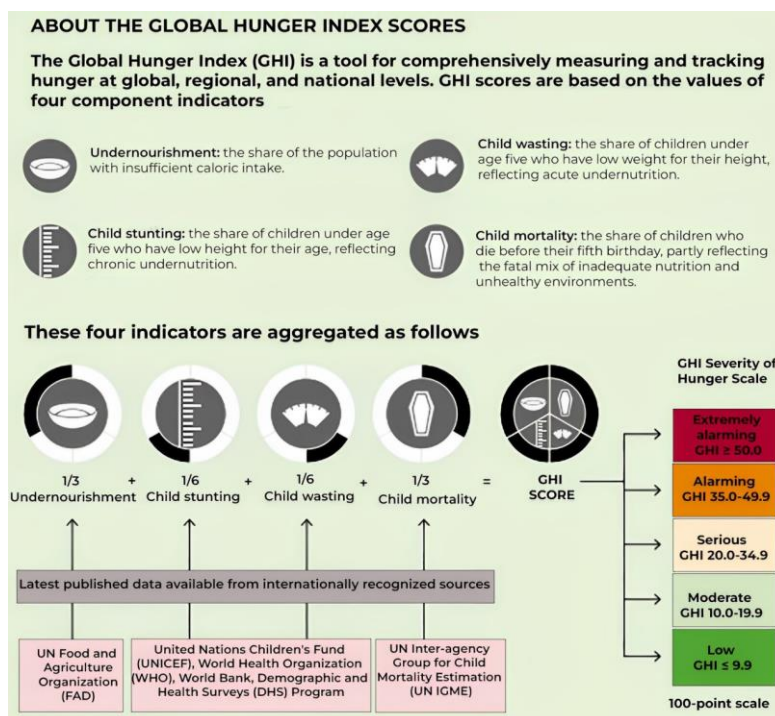 ABOUT THE GLOBAL HUNGER INDEX SCORES
The Global Hunger Index (GHI) is a tool for comprehensively measuring and tracking
hunger at global, regional, and national levels. GHI scores are based on the values of
four component indicators
Undernourishment: the share of the population
with insufficient caloric intake.
Child wasting: the share of children under
age five who have low weight for their height,
reflecting acute undernutrition.
Child stunting: the share of children under age
five who have low height for their age, reflecting
chronic undernutrition.
Child mortality: the share of children who
die before their fifth birthday, partly reflecting
the fatal mix of inadequate nutrition and
unhealthy environments.
These four indicators are aggregated as follows
1/3
Undernourishment
+
1/6
Child stunting
+
1/6
Child wasting
+
1/3
Child mortality
=
GHI
SCORE
GHI Severity of
Hunger Scale
Extremely
alarming
GHI ≥ 50.0
Alarming
GHI 35.0-49.9
Serious
GHI 20.0-34.9
Moderate
GHI 10.0-19.9
Low
GHI ≤ 9.9
100-point scale
Latest published data available from internationally recognized sources
UN Food and
Agriculture
Organization
(FAD)
United Nations Children's Fund
(UNICEF), World Health Organization
(WHO), World Bank, Demographic and
Health Surveys (DHS) Program
UN Inter-agency
Group for Child
Mortality Estimation
(UN IGME)